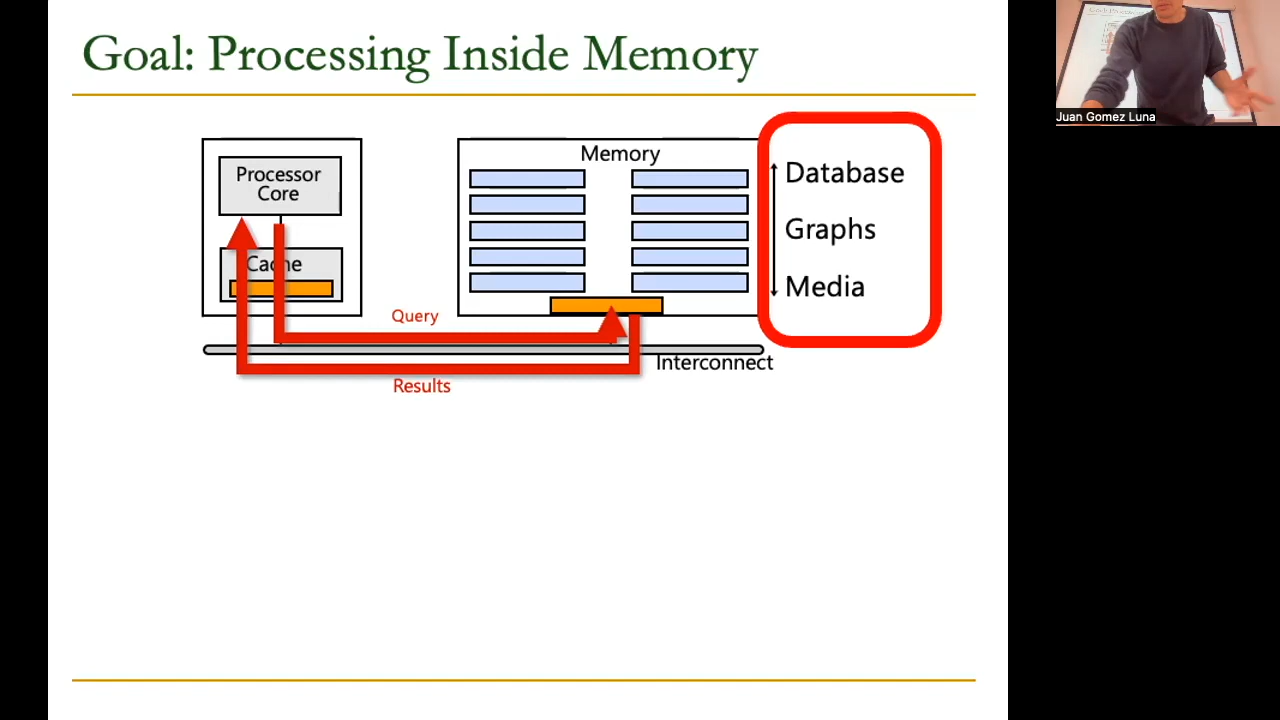 Goal: Processing Inside Memory
Juan Gomez Luna
Processor
Core
Cache
Memory
Database
Graphs
Media
Query
Interconnect
Results